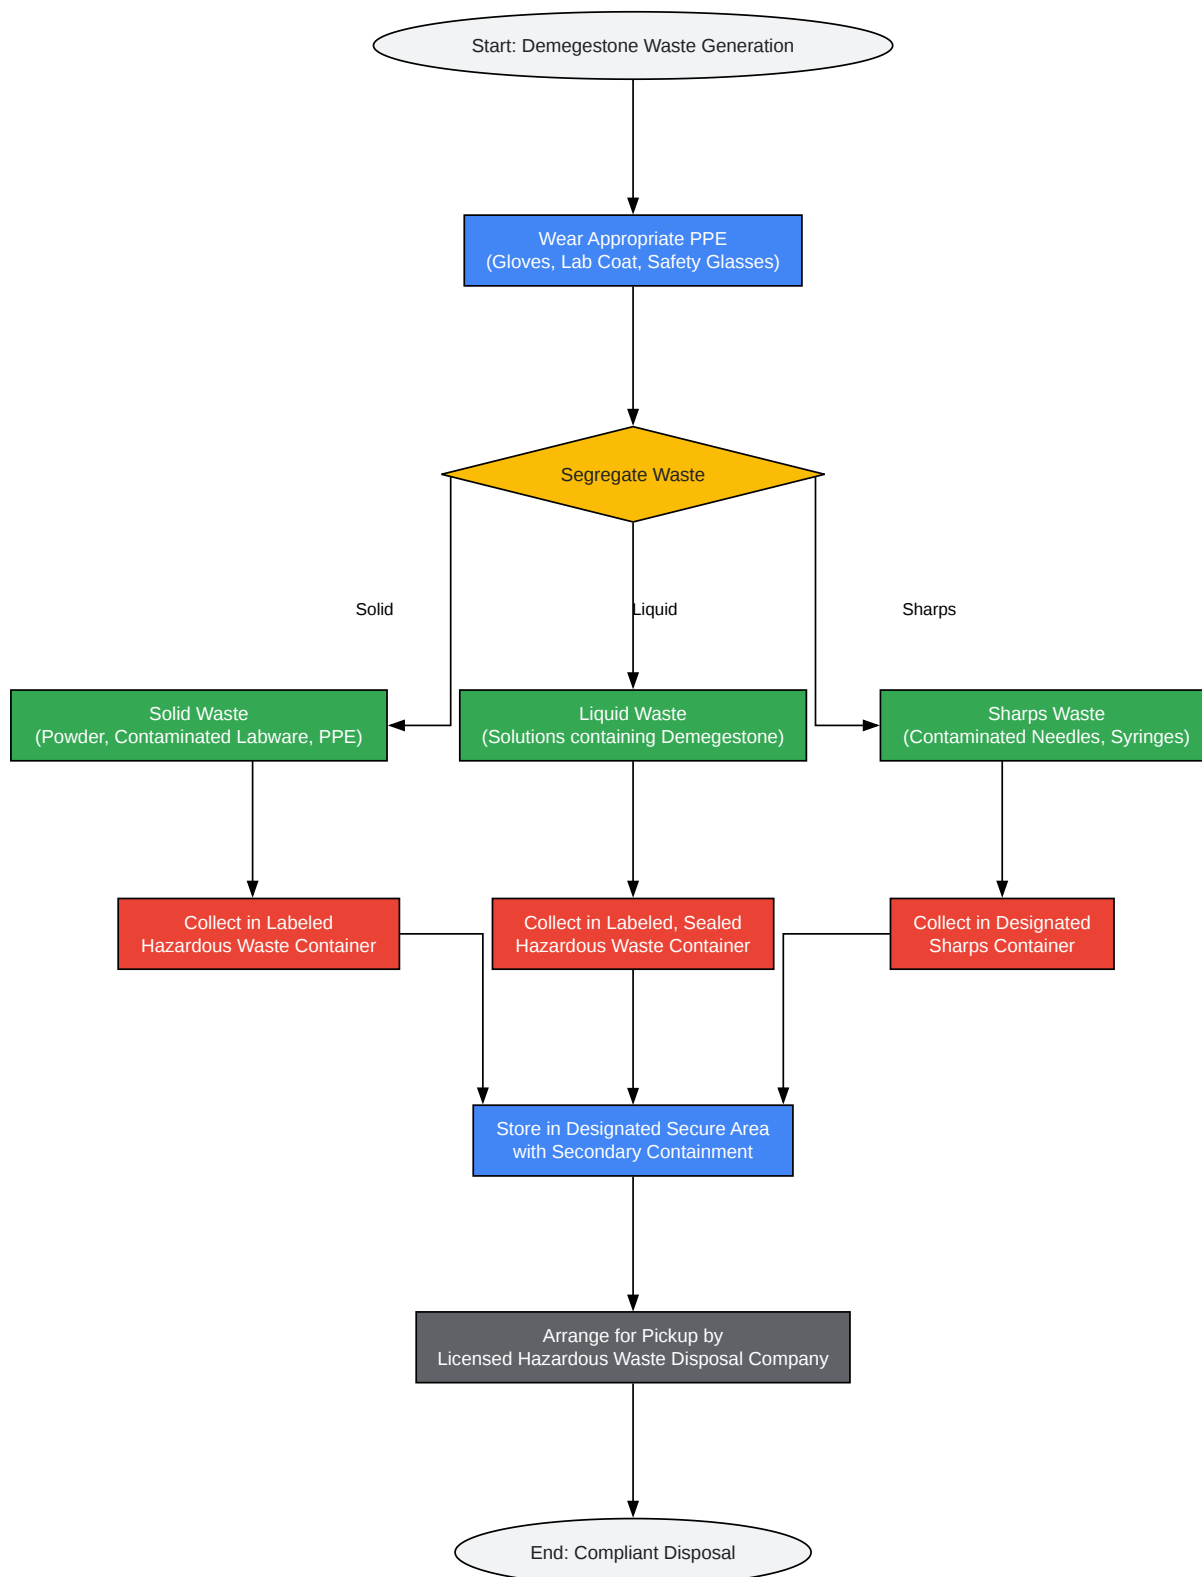 Start: Demegestone Waste Generation
Wear Appropriate PPE
(Gloves, Lab Coat, Safety Glasses)
Segregate Waste
Solid
Liquid
Sharps
Solid Waste
(Powder, Contaminated Labware, PPE)
Liquid Waste
(Solutions containing Demegestone)
Sharps Waste
(Contaminated Needles, Syringes)
Collect in Labeled
Hazardous Waste Container
Collect in Labeled, Sealed
Hazardous Waste Container
Collect in Designated
Sharps Container
Store in Designated Secure Area
with Secondary Containment
Arrange for Pickup by
Licensed Hazardous Waste Disposal Company
End: Compliant Disposal